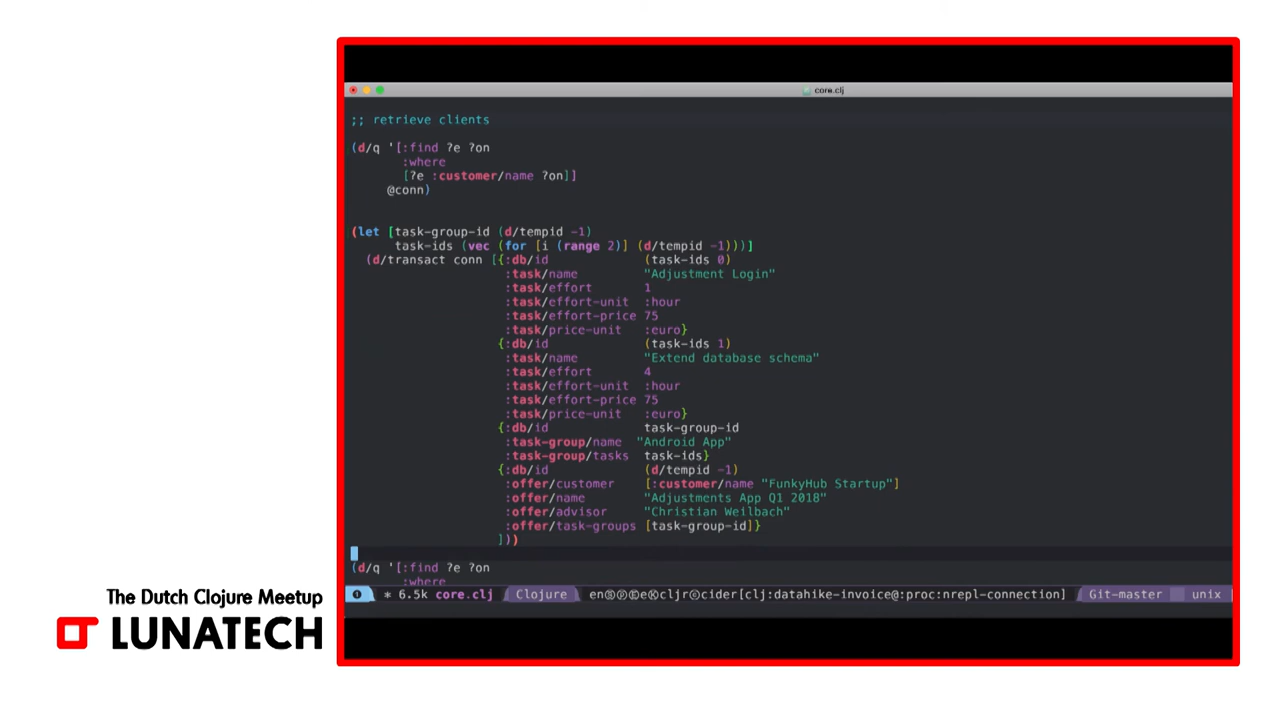 core.clj
;; retrieve clients
(d/q '[:find ?e ?on
:where
[?e :customer/name ?on]]
@conn)
(let [task-group-id (d/tempid -1)
task-ids (vec (for [i (range 2)] (d/tempid -1)))]
(d/transact conn [{:db/id (task-ids 0)
:task/name "Adjustment Login"
:task/effort 1
:task/effort-unit :hour
:task/effort-price 75
:task/price-unit :euro}
{:db/id (task-ids 1)
:task/name "Extend database schema"
:task/effort 4
:task/effort-unit :hour
:task/effort-price 75
:task/price-unit :euro}
{:db/id task-group-id
:task-group/name "Android App"
:task-group/tasks task-ids}
{:db/id (d/tempid -1)
:offer/customer [:customer/name "FunkyHub Startup"]
:offer/name "Adjustments App Q1 2018"
:offer/advisor "Christian Weilbach"
:offer/task-groups [task-group-id]}
]))
(d/q '[:find ?e ?on
:where
❶ * 6.5k core.clj Clojure enⓢⓟⓔⓀcljrⓒcider[clj:datahike-invoice@:proc:nrepl-connection] Git-master unix
The Dutch Clojure Meetup
LUNATECH